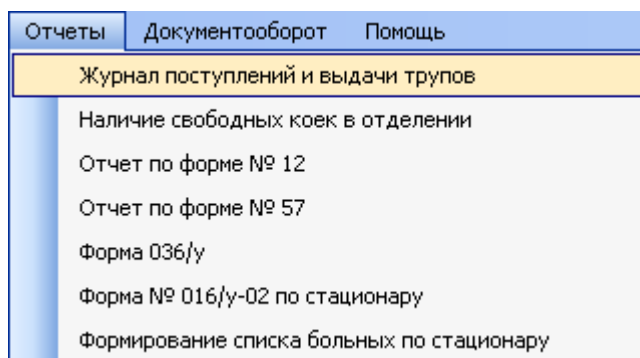 Отчеты Документооборот Помощь
Журнал поступлений и выдачи трупов
Наличие свободных коек в отделении
Отчет по форме № 12
Отчет по форме № 57
Форма 036/у
Форма № 016/у-02 по стационару
Формирование списка больных по стационару